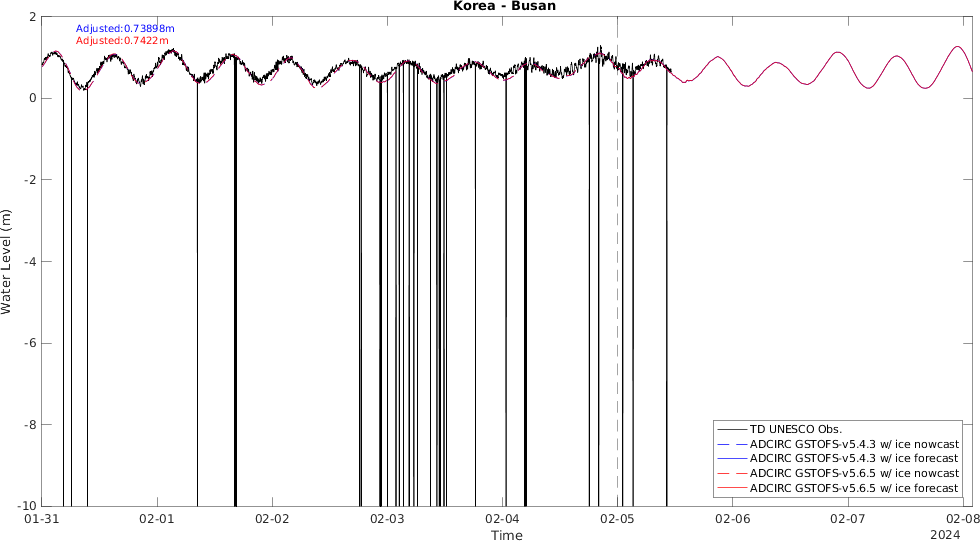 Korea - Busan
Adjusted:0.73898m
Adjusted:0.7422m
2
0
-2
-4
-6
-8
-10
Water Level (m)
TD UNESCO Obs.
ADCIRC GSTOFS-v5.4.3 w/ ice nowcast
ADCIRC GSTOFS-v5.4.3 w/ ice forecast
ADCIRC GSTOFS-v5.6.5 w/ ice nowcast
ADCIRC GSTOFS-v5.6.5 w/ ice forecast
01-31 02-01 02-02 02-03 02-04 02-05 02-06 02-07 02-08
Time
2024